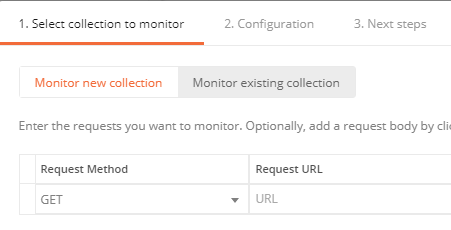 1. Select collection to monitor 2. Configuration 3. Next steps
Monitor new collection Monitor existing collection
Enter the requests you want to monitor. Optionally, add a request body by
Request Method Request URL
GET URL